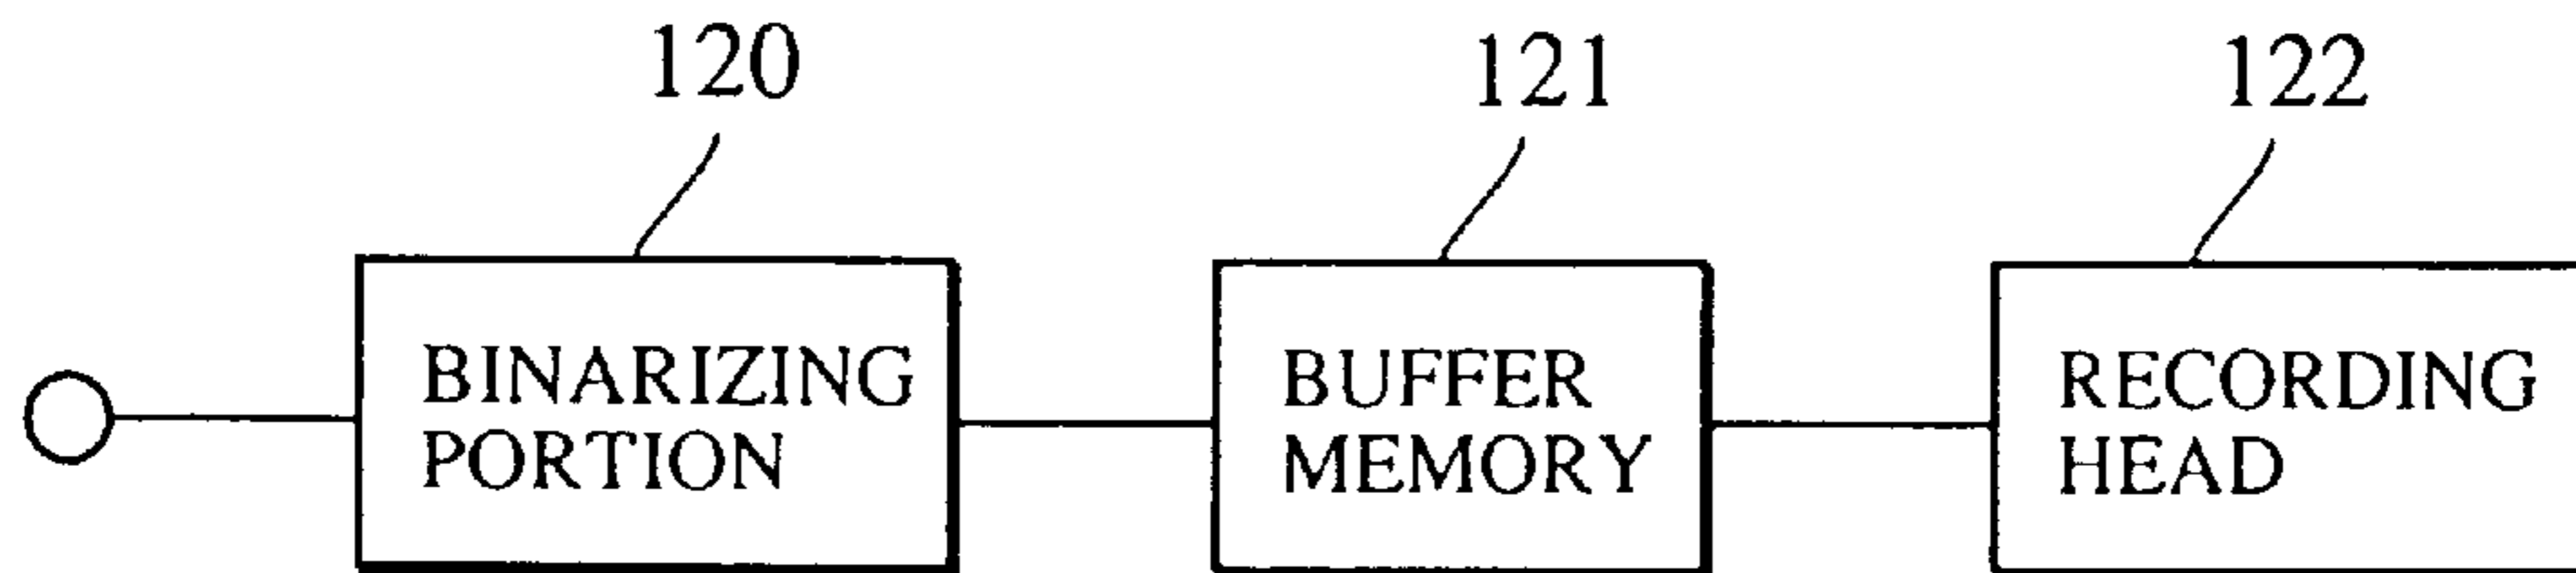 120
121
122
BINARIZING
PORTION
BUFFER
MEMORY
RECORDING
HEAD